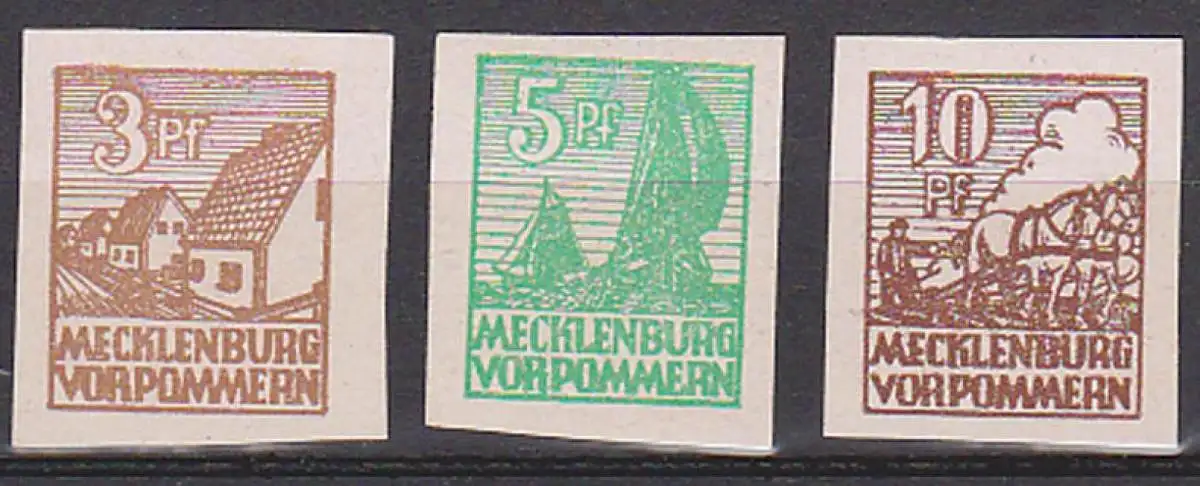 3 Pf
MECKLENBURG
VORPOMMERN
5 Pf
MECKLENBURG
VORPOMMERN
10
Pf
MECKLENBURG
VORPOMMERN